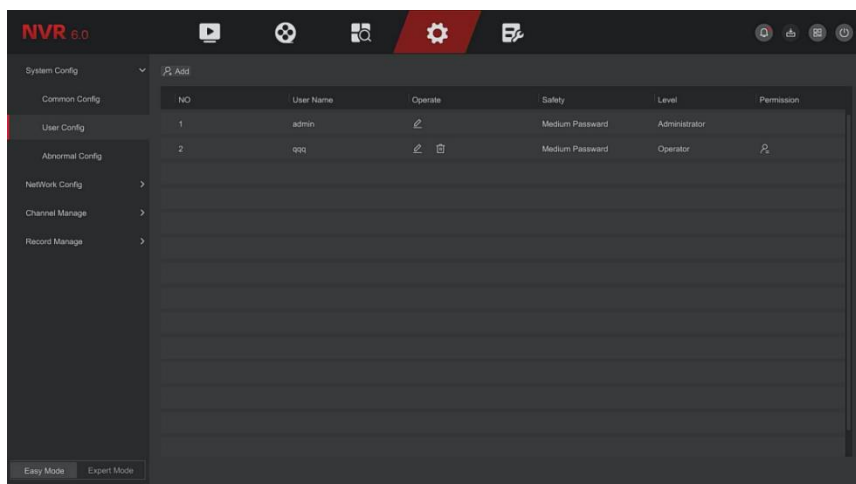 NVR 6.0
System Config
Add
Common Config
NO User Name Operate Safety Level Permission
User Config
1 admin Medium Passward Administrator
Abnormal Config
2 qqq Medium Passward Operator
NetWork Config
Channel Manage
Record Manage
Easy Mode Expert Mode